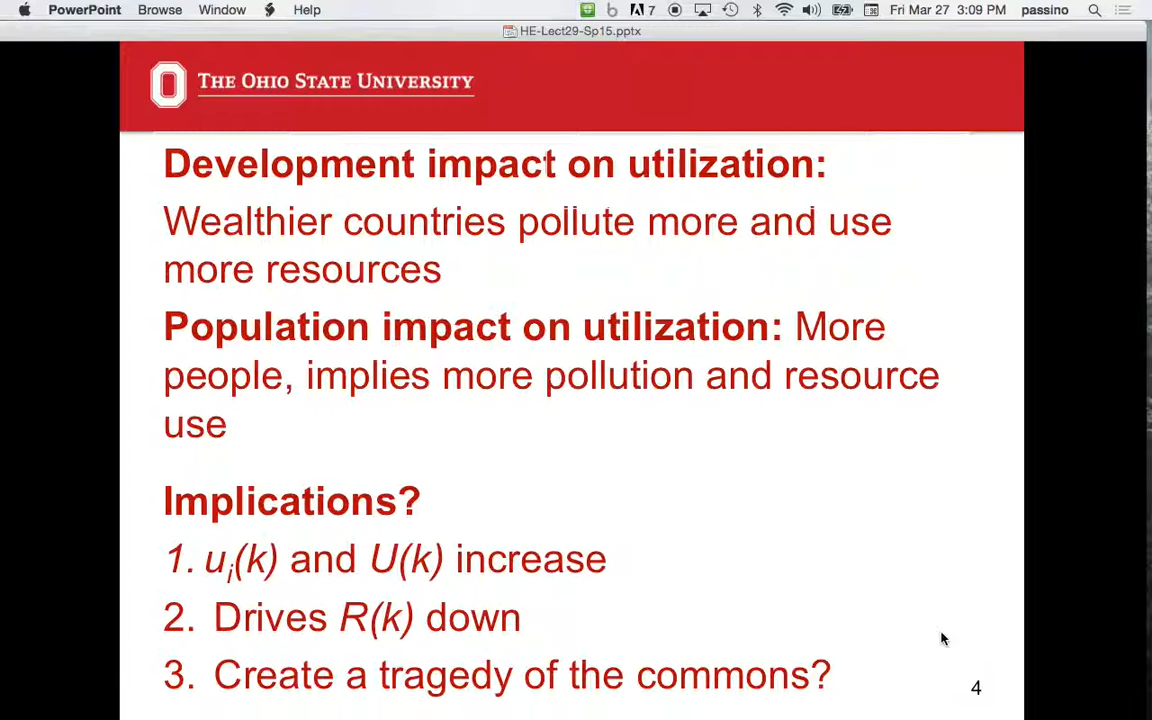 PowerPoint Browse Window Help 7 Fri Mar 27 3:09 PM passino
HE-Lect29-Sp15.pptx
THE OHIO STATE UNIVERSITY
Development impact on utilization:
Wealthier countries pollute more and use
more resources
Population impact on utilization: More
people, implies more pollution and resource
use
Implications?
1. ui(k) and U(k) increase
2. Drives R(k) down
3. Create a tragedy of the commons?
4